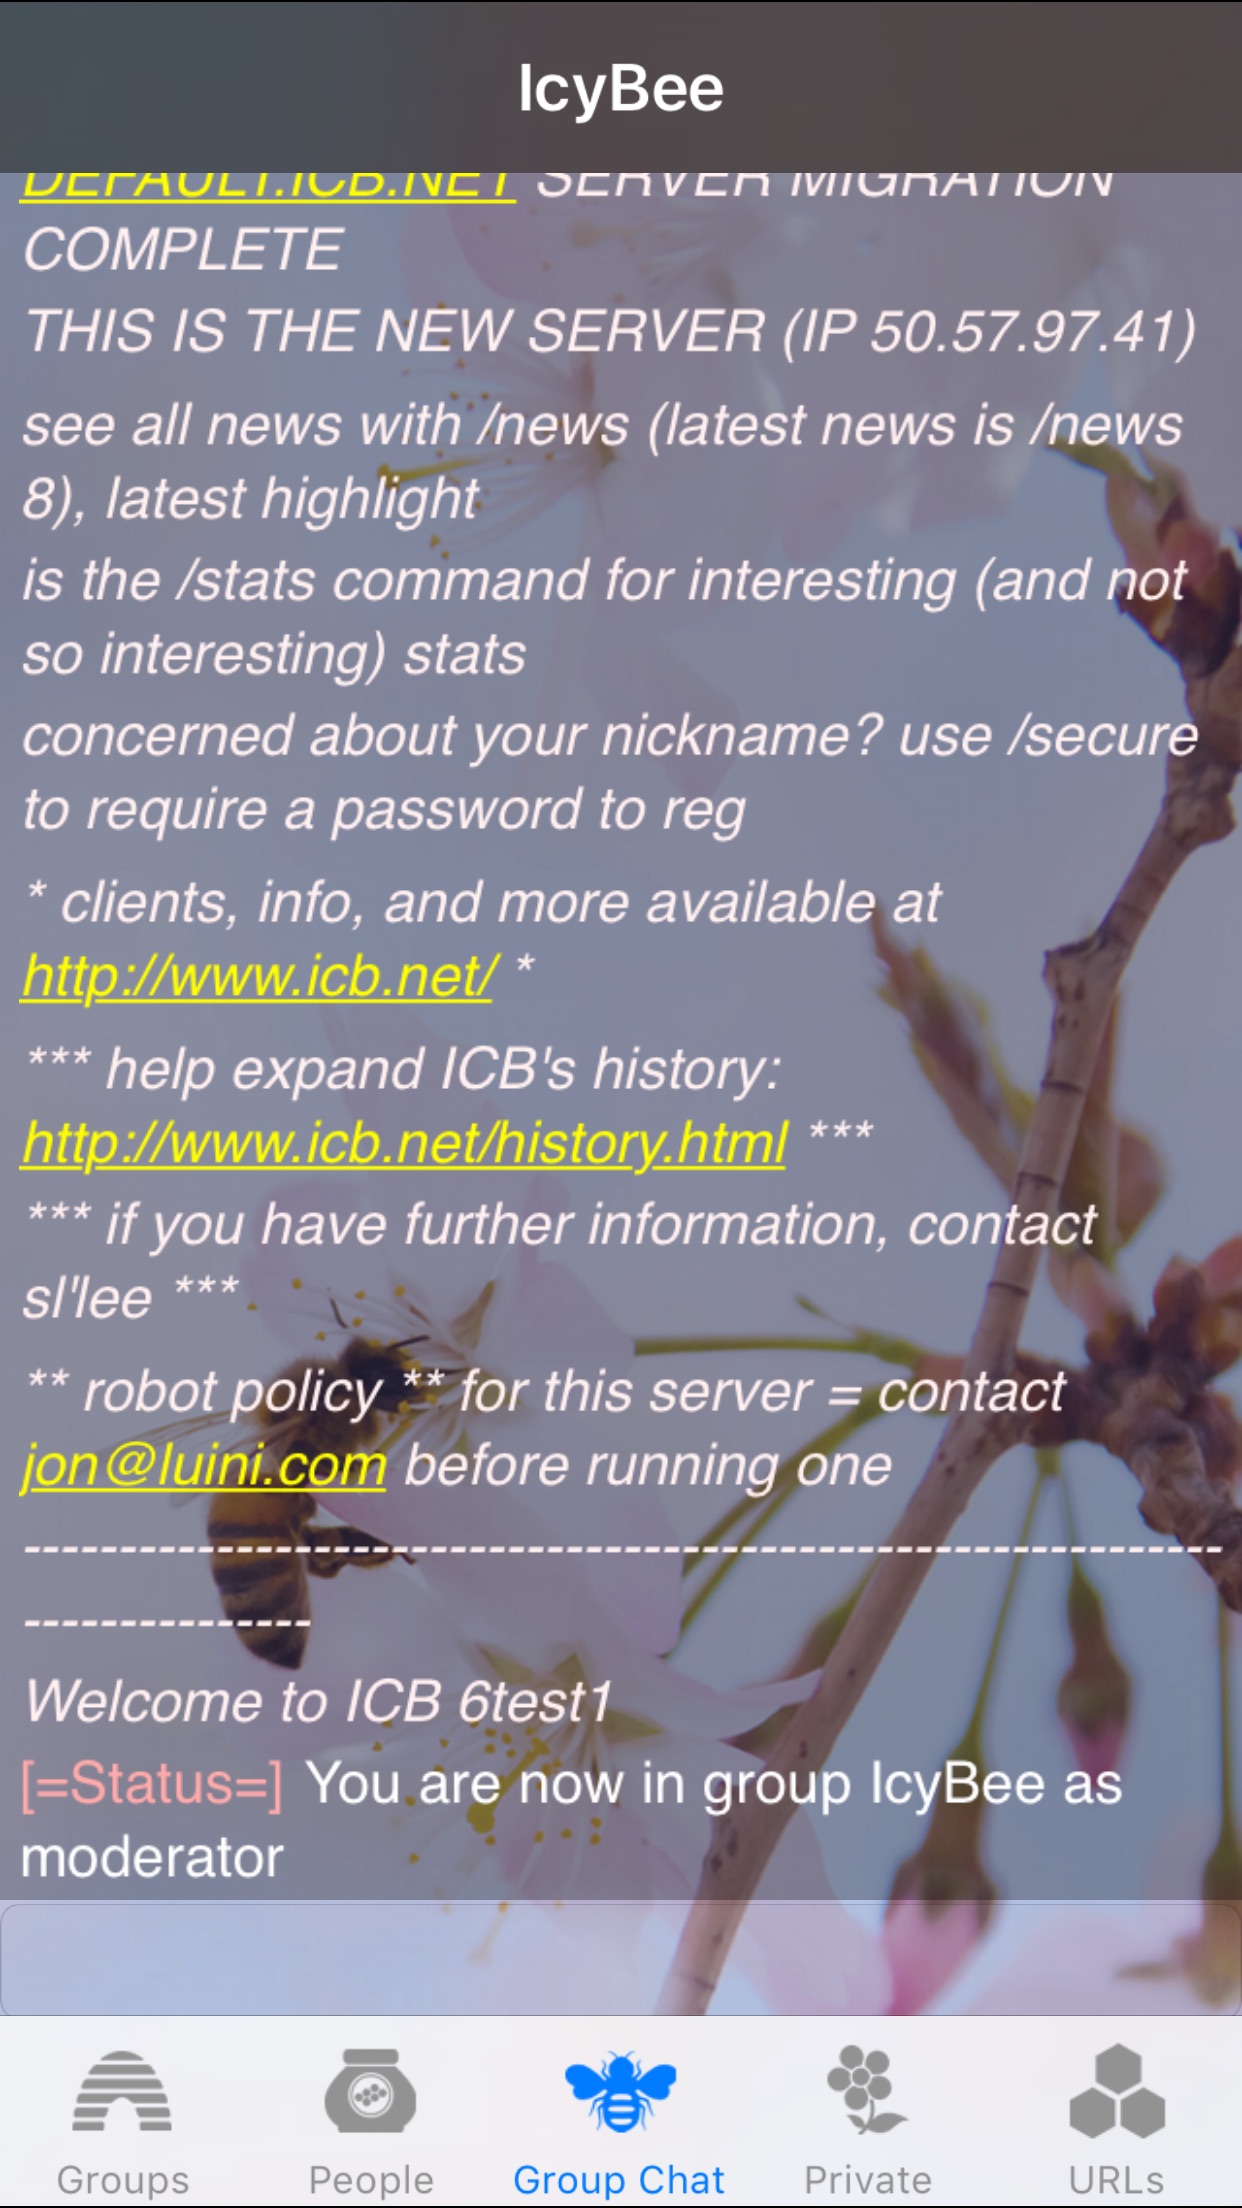 IcyBee
DEFAULT.ICB.NET SERVER MIGRATION
COMPLETE
THIS IS THE NEW SERVER (IP 50.57.97.41)
see all news with /news (latest news is /news
8), latest highlight
is the /stats command for interesting (and not
so interesting) stats
concerned about your nickname? use /secure
to require a password to reg
* clients, info, and more available at
http://www.icb.net/ *
*** help expand ICB's history:
http://www.icb.net/history.html ***
*** if you have further information, contact
sl'lee ***
** robot policy ** for this server = contact
jon@luini.com before running one
---------------------------------------------------------------
---------------
Welcome to ICB 6test1
[=Status=] You are now in group IcyBee as
moderator
Groups People Group Chat Private URLs